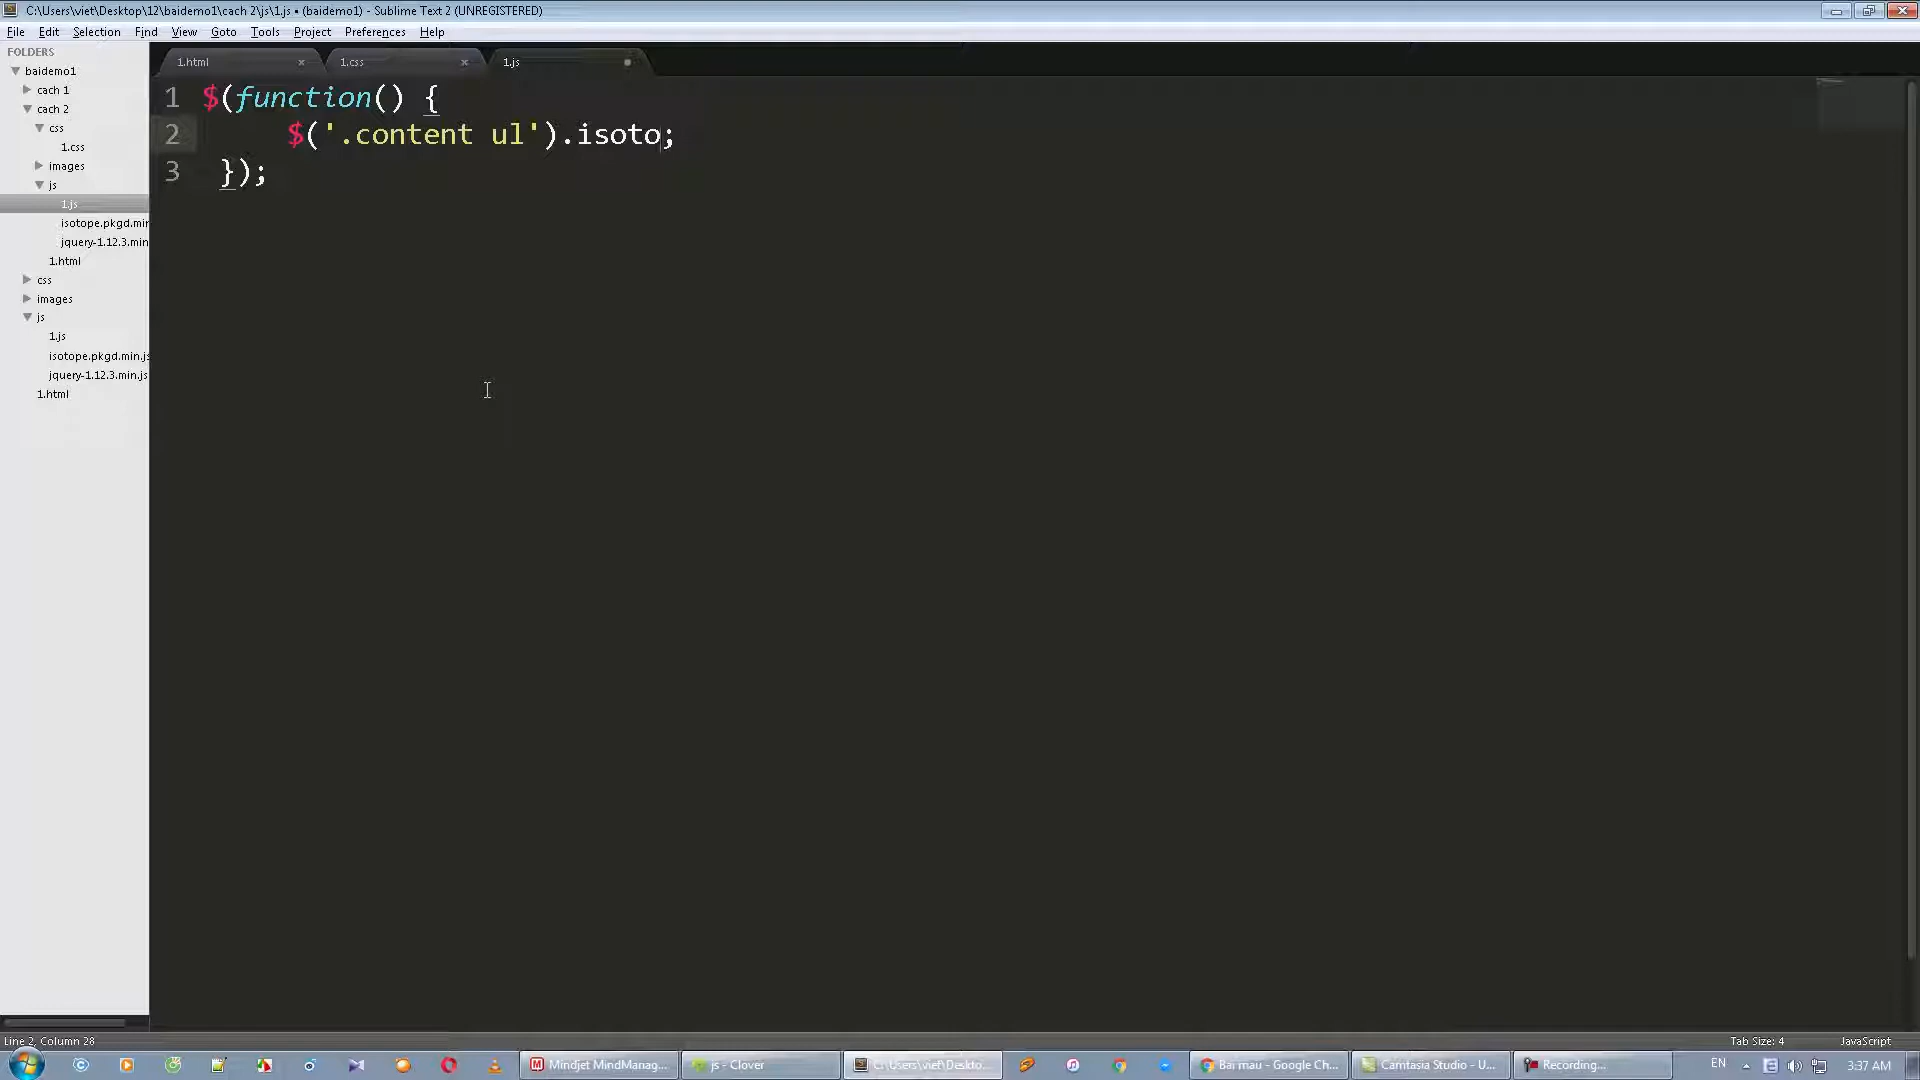 C:\Users\viet\Desktop\12\baidemo1\cach 2\js\1.js • (baidemo1) - Sublime Text 2 (UNREGISTERED)
File Edit Selection Find View Goto Tools Project Preferences Help
FOLDERS
baidemo1
cach 1
cach 2
css
1.css
images
js
1.js
isotope.pkgd.min
jquery-1.12.3.min
1.html
css
images
js
1.js
isotope.pkgd.min.js
jquery-1.12.3.min.js
1.html
1.html × 1.css × 1.js
1 $(function() {
2 $('.content ul').isoto;
3 });
Line 2, Column 28
Tab Size: 4 JavaScript
Mindjet MindManag... js - Clover C:\Users\viet\Deskto... Bai mau - Google Ch... Camtasia Studio - U... Recording... EN 3:37 AM